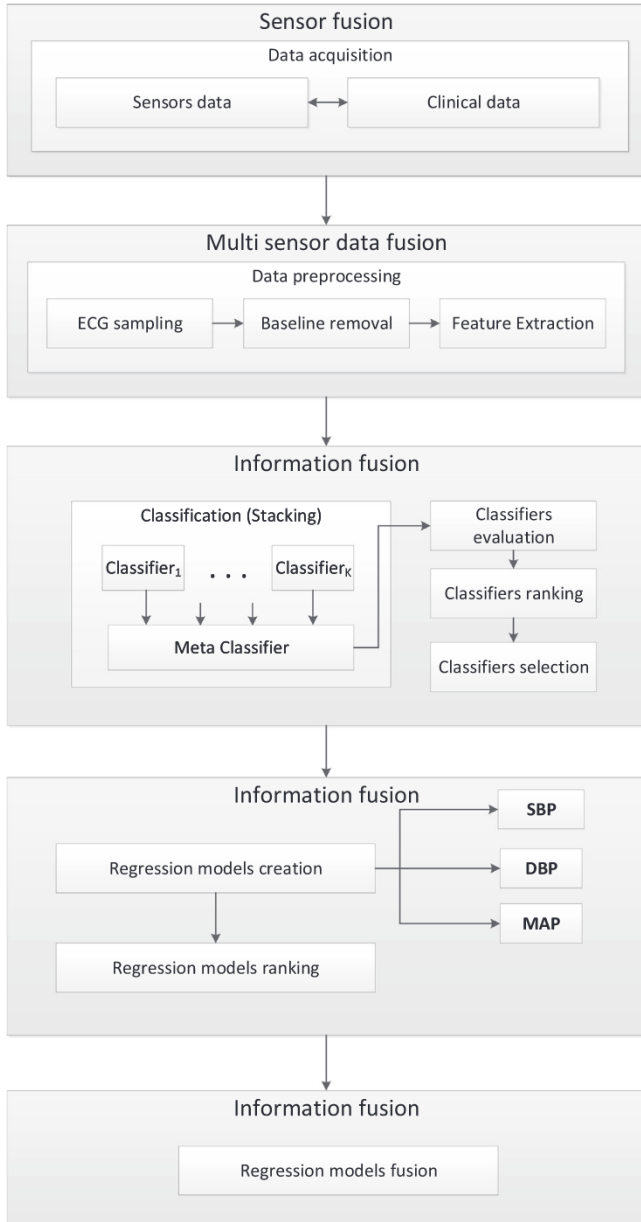 Sensor fusion
Data acquisition
Sensors data
Clinical data
Multi sensor data fusion
Data preprocessing
ECG sampling
Baseline removal
Feature Extraction
Information fusion
Classification (Stacking)
Classifier₁
. . .
Classifierₖ
Meta Classifier
Classifiers
evaluation
Classifiers ranking
Classifiers selection
Information fusion
Regression models creation
Regression models ranking
SBP
DBP
MAP
Information fusion
Regression models fusion